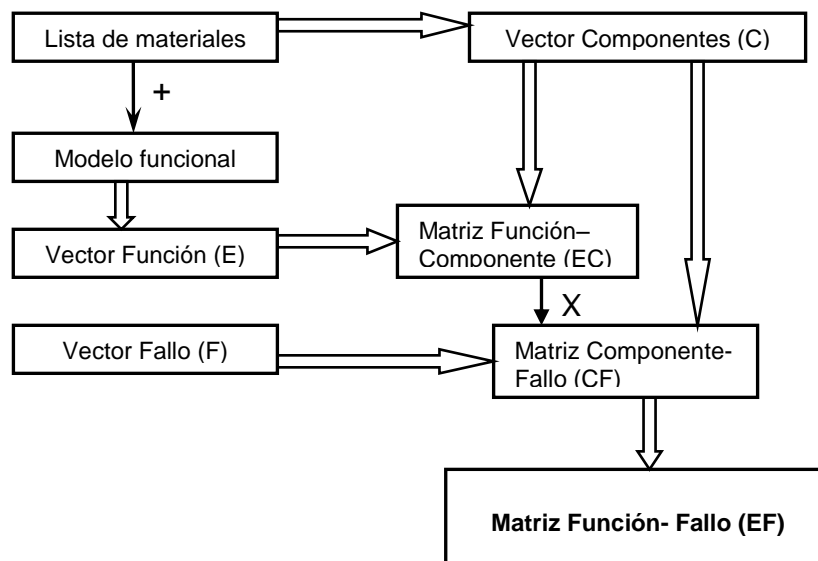 Lista de materiales
Vector Componentes (C)
+
Modelo funcional
Vector Función (E)
Matriz Función–
Componente (EC)
X
Vector Fallo (F)
Matriz Componente-
Fallo (CF)
Matriz Función- Fallo (EF)